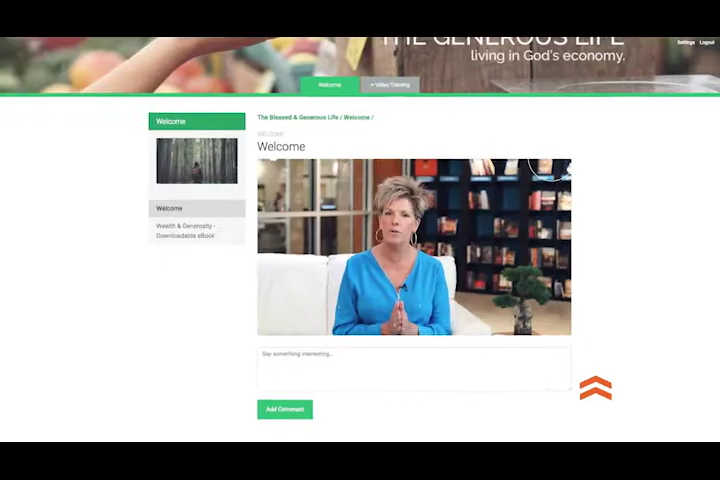 THE GENEROUS LIFE
living in God's economy.
Settings Logout
Welcome
Video Training
Welcome
The Blessed & Generous Life / Welcome /
WELCOME
Welcome
Welcome
Wealth & Generosity -
Downloadable eBook
Say something interesting...
Add Comment